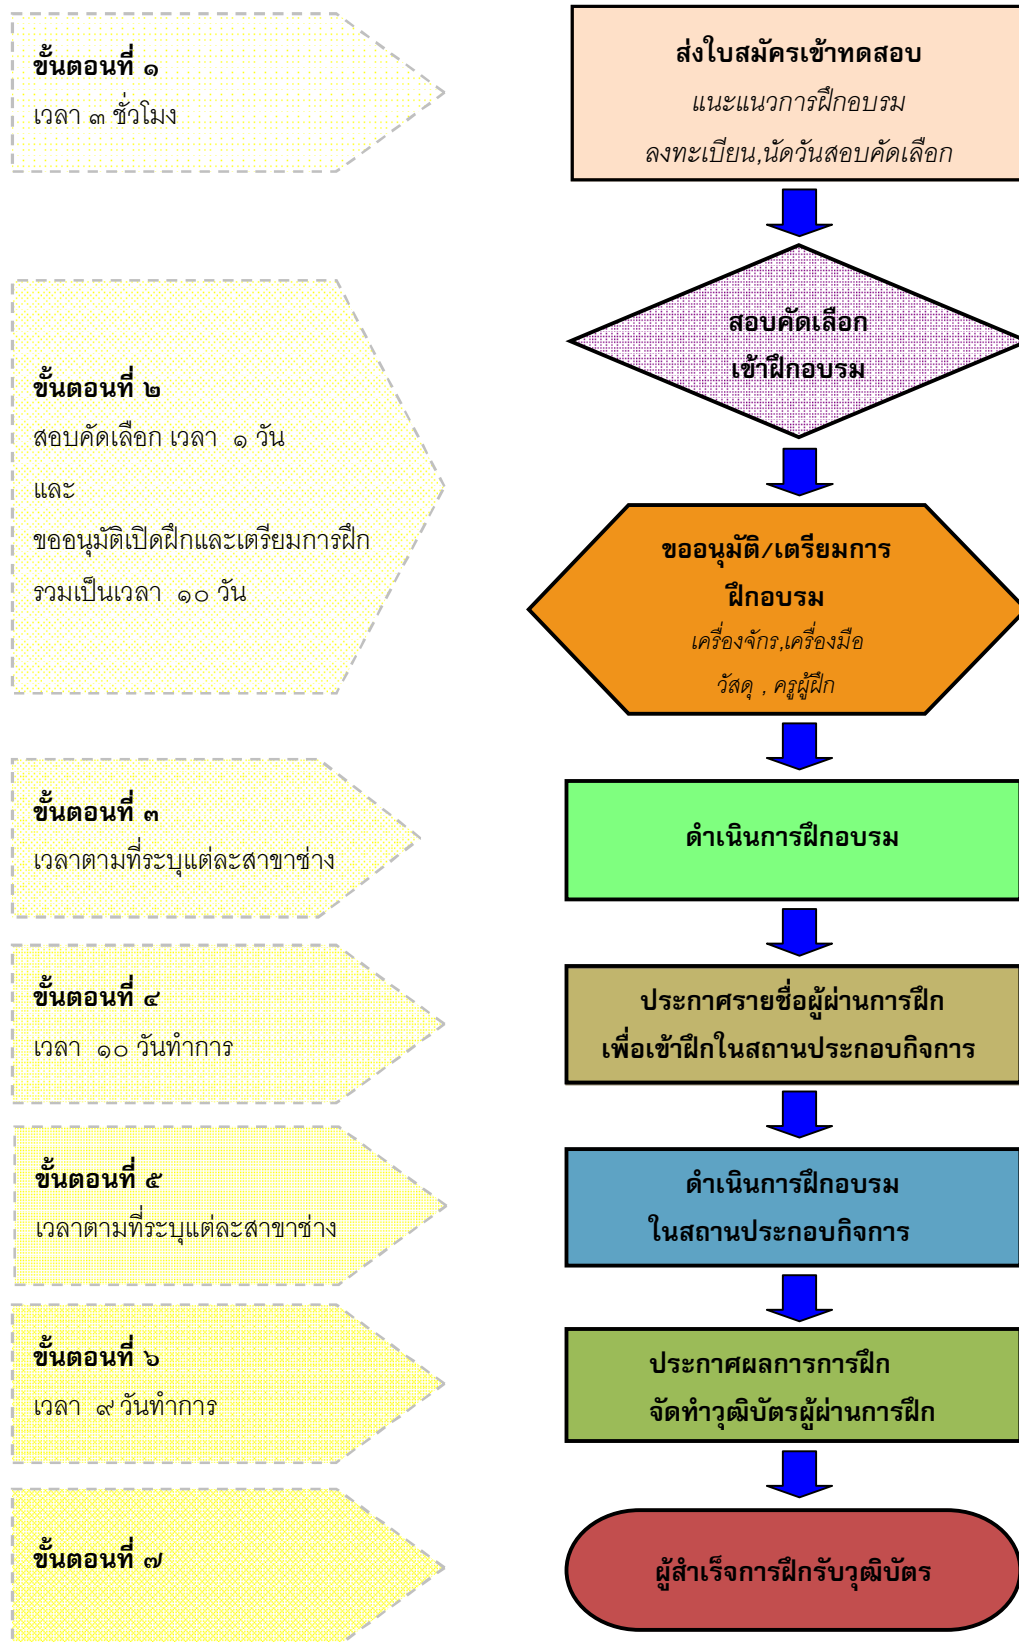 ขั้นตอนที่ ๑
เวลา ๓ ชั่วโมง
ส่งใบสมัครเข้าทดสอบ
แนะแนวการฝึกอบรม
ลงทะเบียน,นัดวันสอบคัดเลือก
ขั้นตอนที่ ๒
สอบคัดเลือก เวลา ๑ วัน
และ
ขออนุมัติเปิดฝึกและเตรียมการฝึก
รวมเป็นเวลา ๑๐ วัน
สอบคัดเลือก
เข้าฝึกอบรม
ขออนุมัติ/เตรียมการ
ฝึกอบรม
เครื่องจักร,เครื่องมือ
วัสดุ , ครูผู้ฝึก
ขั้นตอนที่ ๓
เวลาตามที่ระบุแต่ละสาขาช่าง
ดำเนินการฝึกอบรม
ขั้นตอนที่ ๔
เวลา ๑๐ วันทำการ
ประกาศรายชื่อผู้ผ่านการฝึก
เพื่อเข้าฝึกในสถานประกอบกิจการ
ขั้นตอนที่ ๕
เวลาตามที่ระบุแต่ละสาขาช่าง
ดำเนินการฝึกอบรม
ในสถานประกอบกิจการ
ขั้นตอนที่ ๖
เวลา ๙ วันทำการ
ประกาศผลการการฝึก
จัดทำวุฒิบัตรผู้ผ่านการฝึก
ขั้นตอนที่ ๗
ผู้สำเร็จการฝึกรับวุฒิบัตร